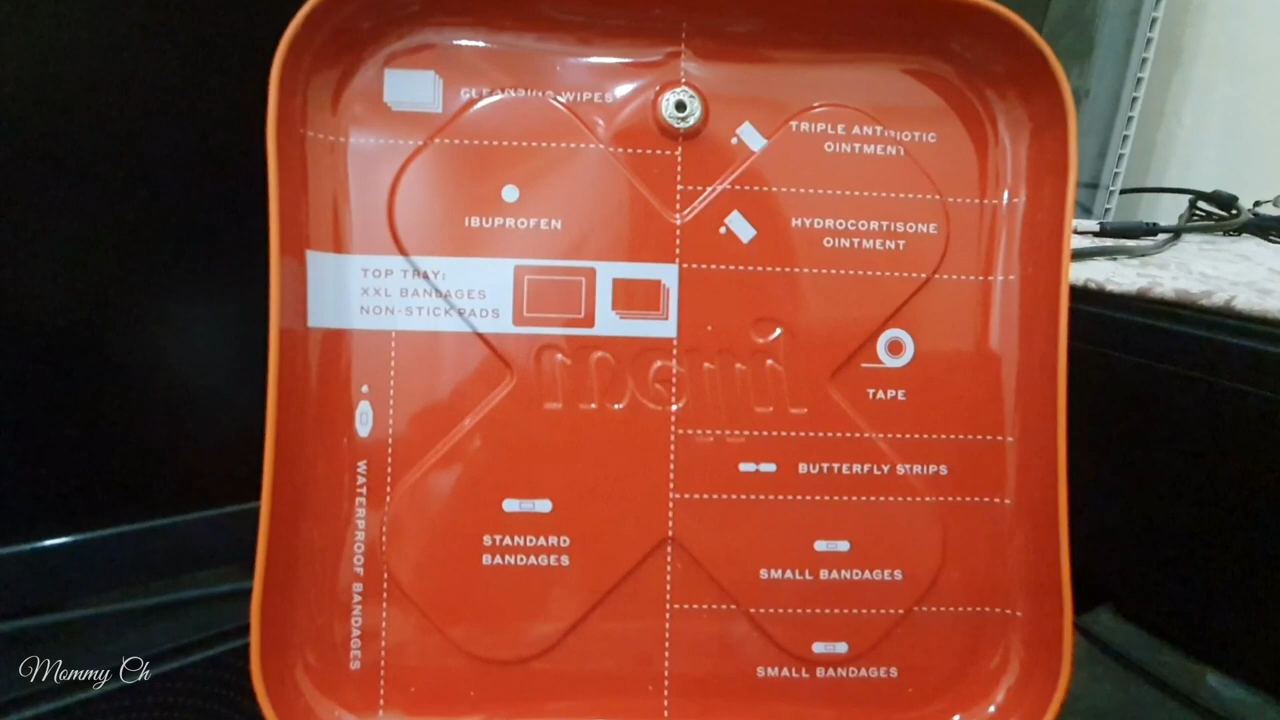 CLEANSING WIPES
IBUPROFEN
TOP TRAY:
XXL BANDAGES
NON-STICK PADS
WATERPROOF BANDAGES
STANDARD
BANDAGES
TRIPLE ANTIBIOTIC
OINTMENT
HYDROCORTISONE
OINTMENT
TAPE
BUTTERFLY STRIPS
SMALL BANDAGES
SMALL BANDAGES
Mommy Ch